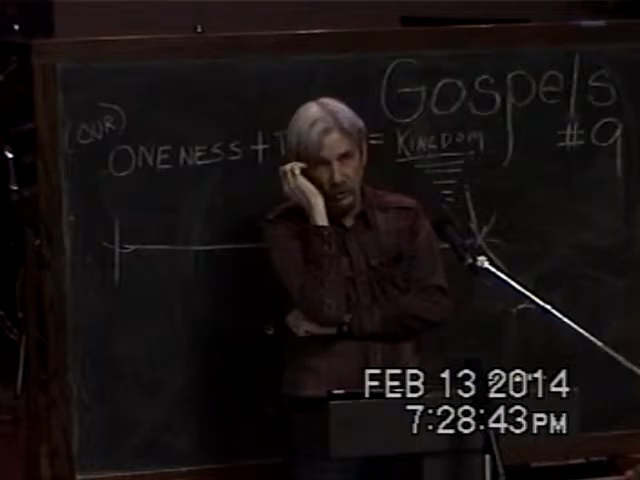 Gospels
(OUR)
ONENESS + = KINGDOM #9
FEB 13 2014
7:28:43 PM